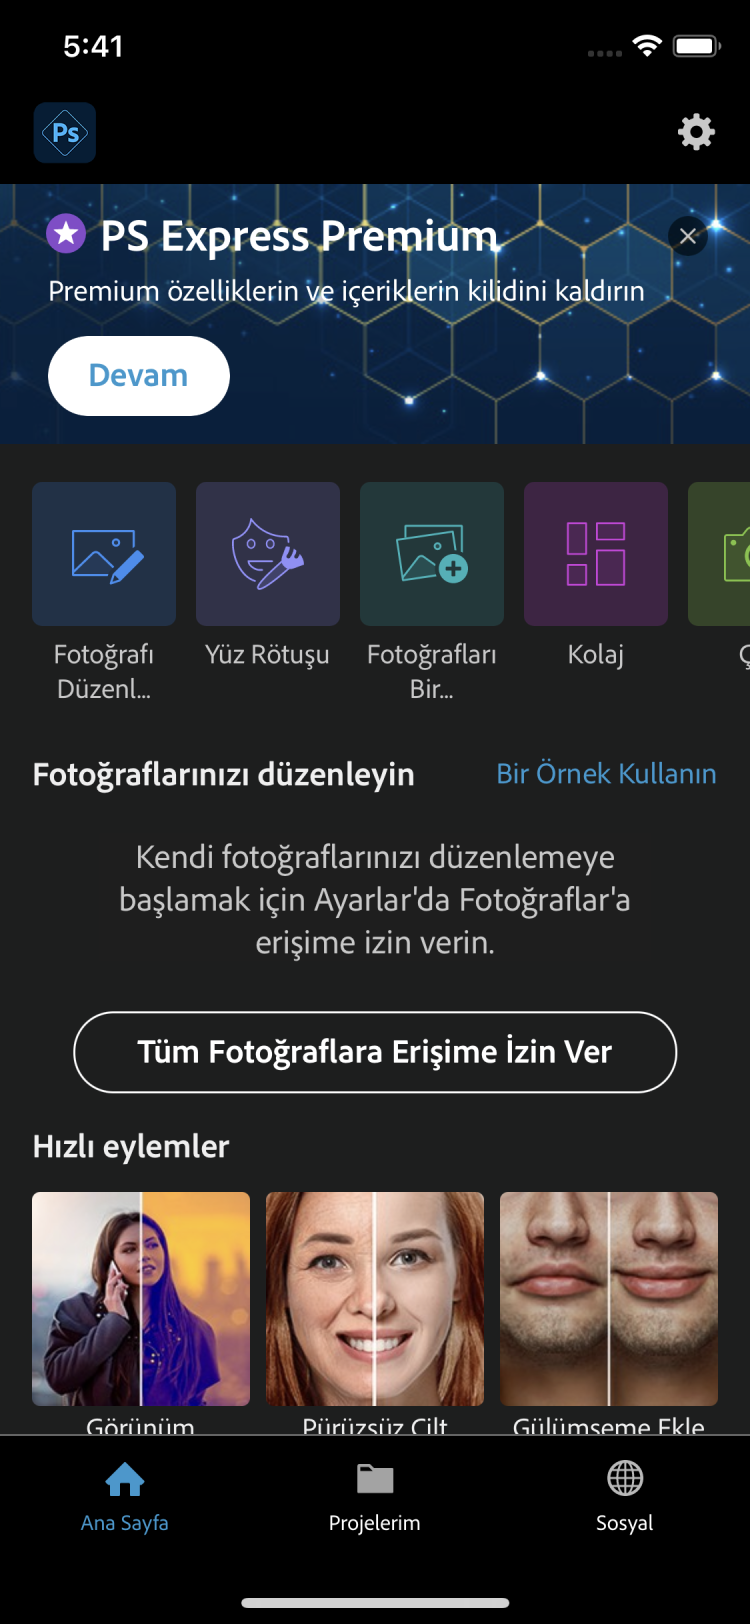 5:41
Ps
PS Express Premium
Premium özelliklerin ve içeriklerin kilidini kaldırın
Devam
Fotoğrafı
Düzenl...
Yüz Rötuşu
Fotoğrafları
Bir...
Kolaj
Fotoğraflarınızı düzenleyin
Bir Örnek Kullanın
Kendi fotoğraflarınızı düzenlemeye
başlamak için Ayarlar'da Fotoğraflar'a
erişime izin verin.
Tüm Fotoğraflara Erişime İzin Ver
Hızlı eylemler
Görünüm
Pürüzsüz Cilt
Gülümseme Ekle
Ana Sayfa
Projelerim
Sosyal